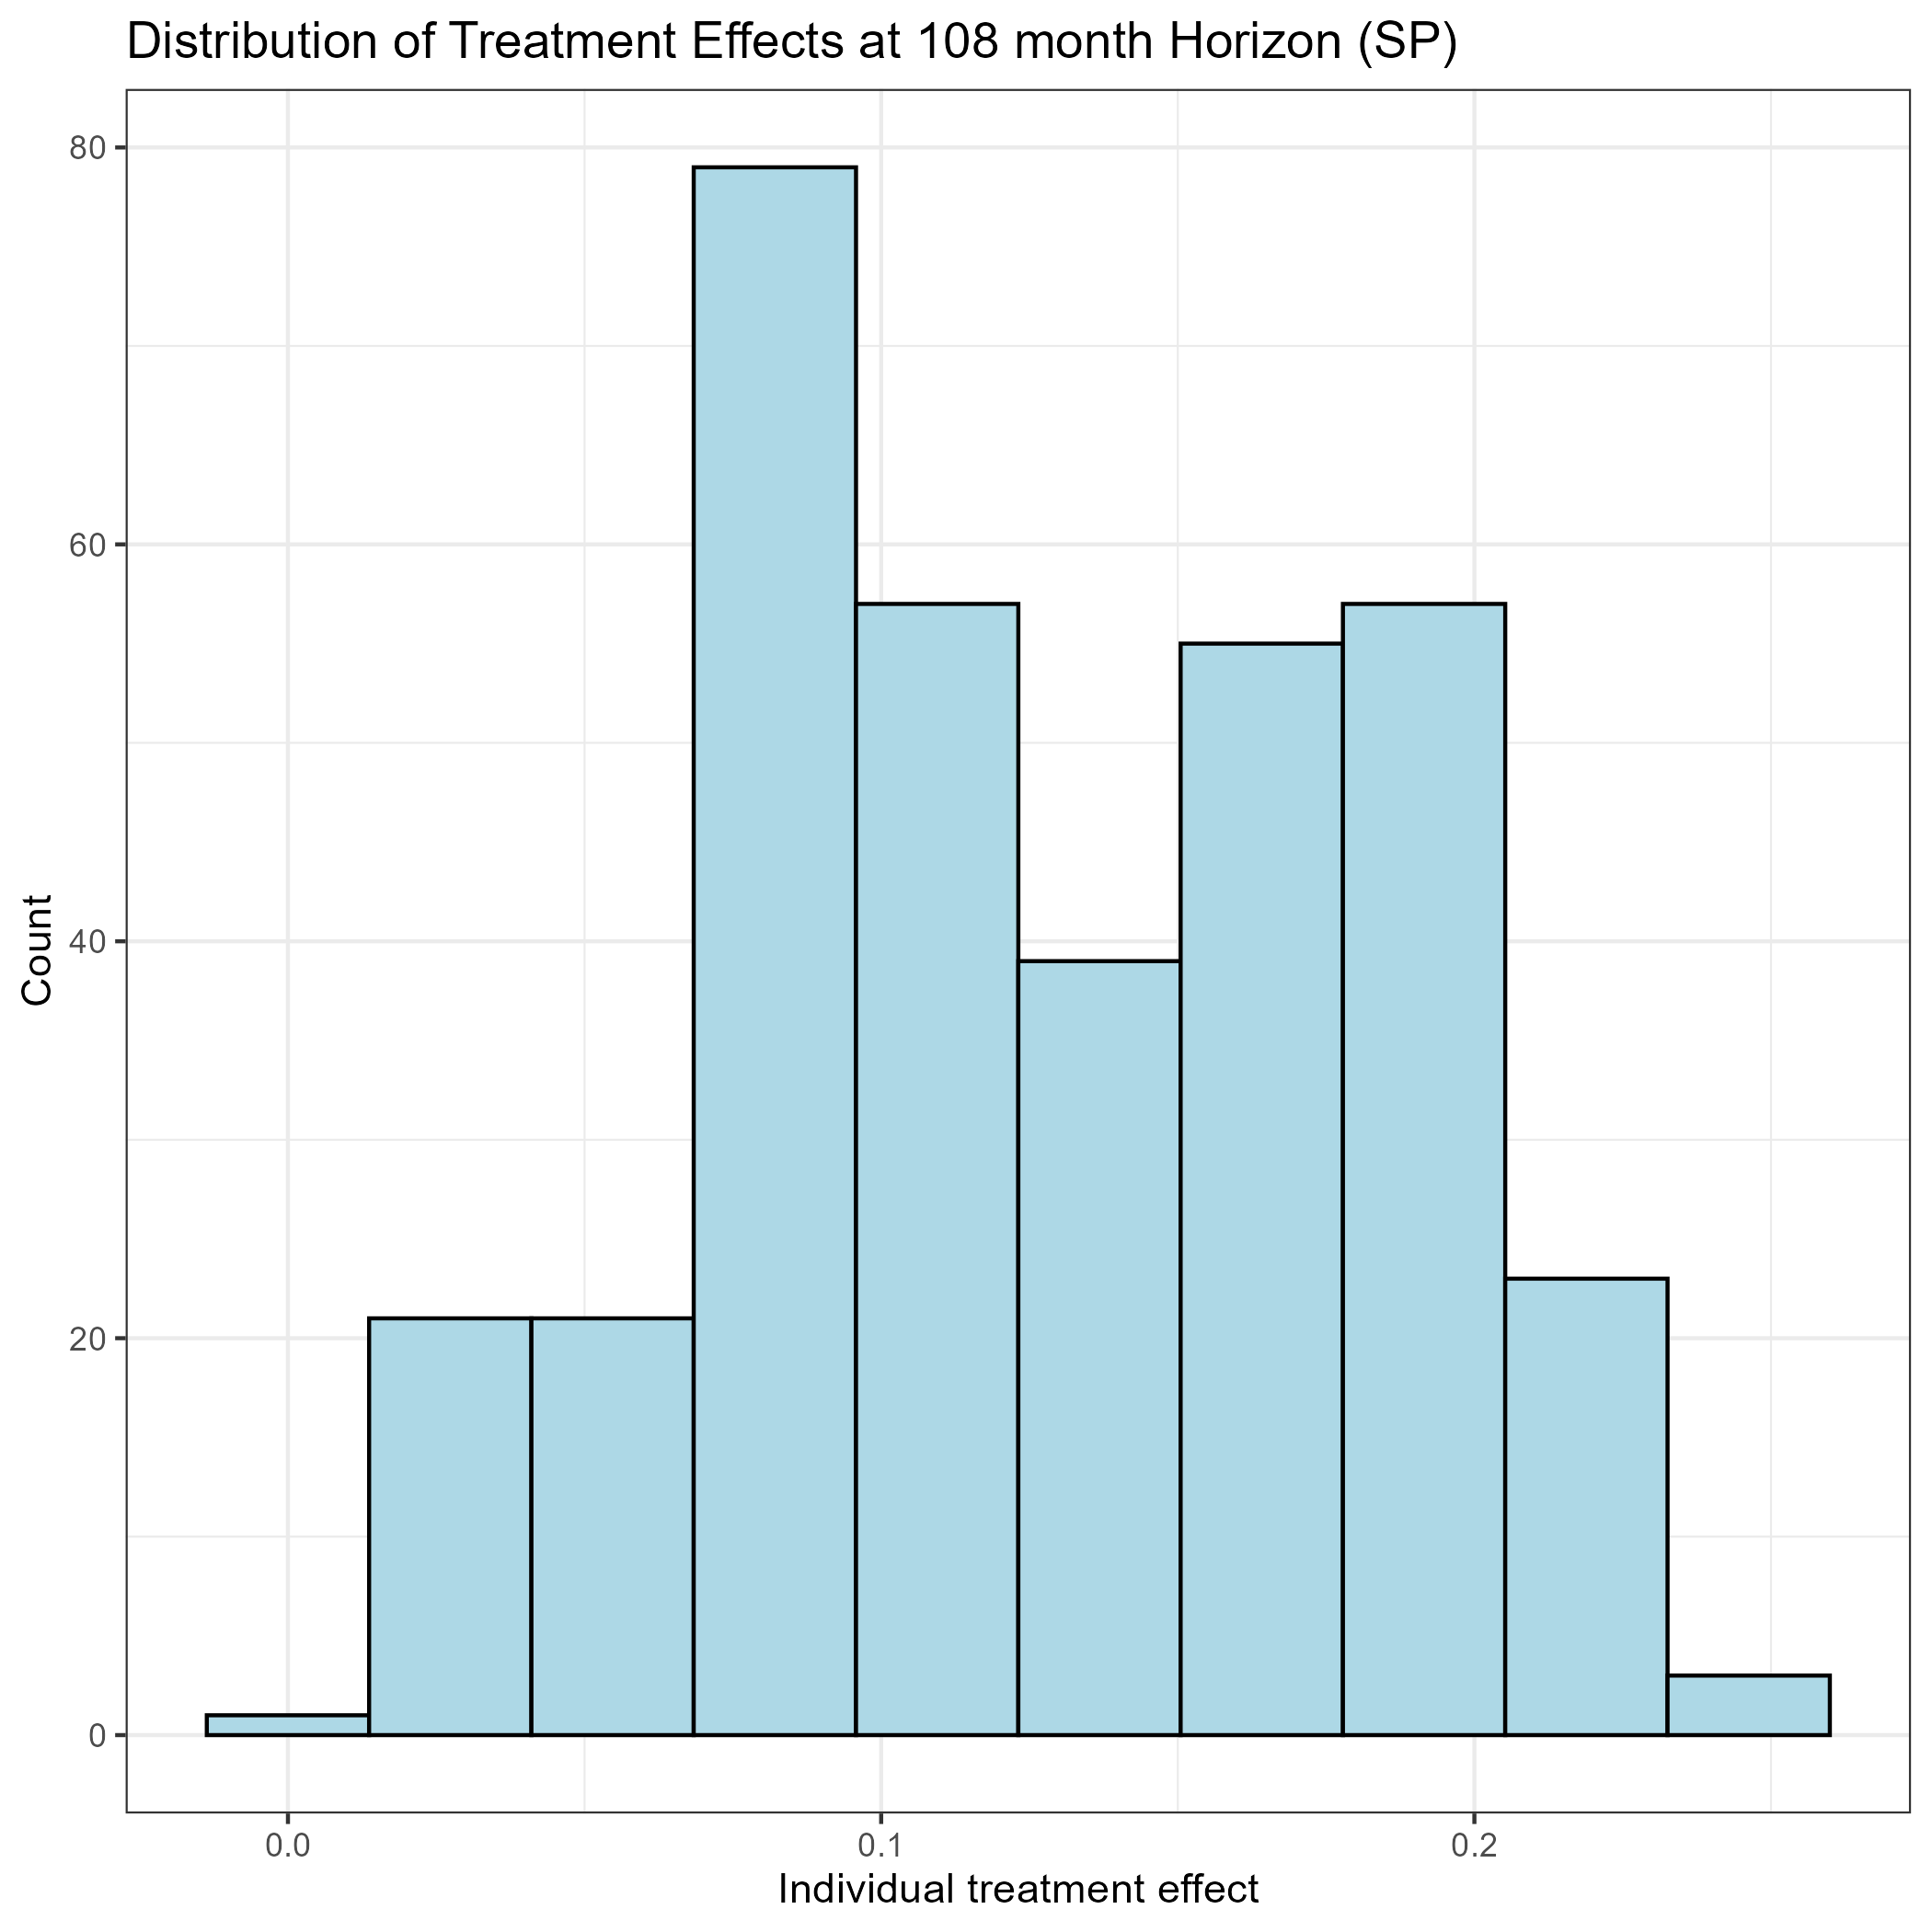 Distribution of Treatment Effects at 108 month Horizon (SP)
80
60
40
20
0
Count
0.0 0.1 0.2
Individual treatment effect